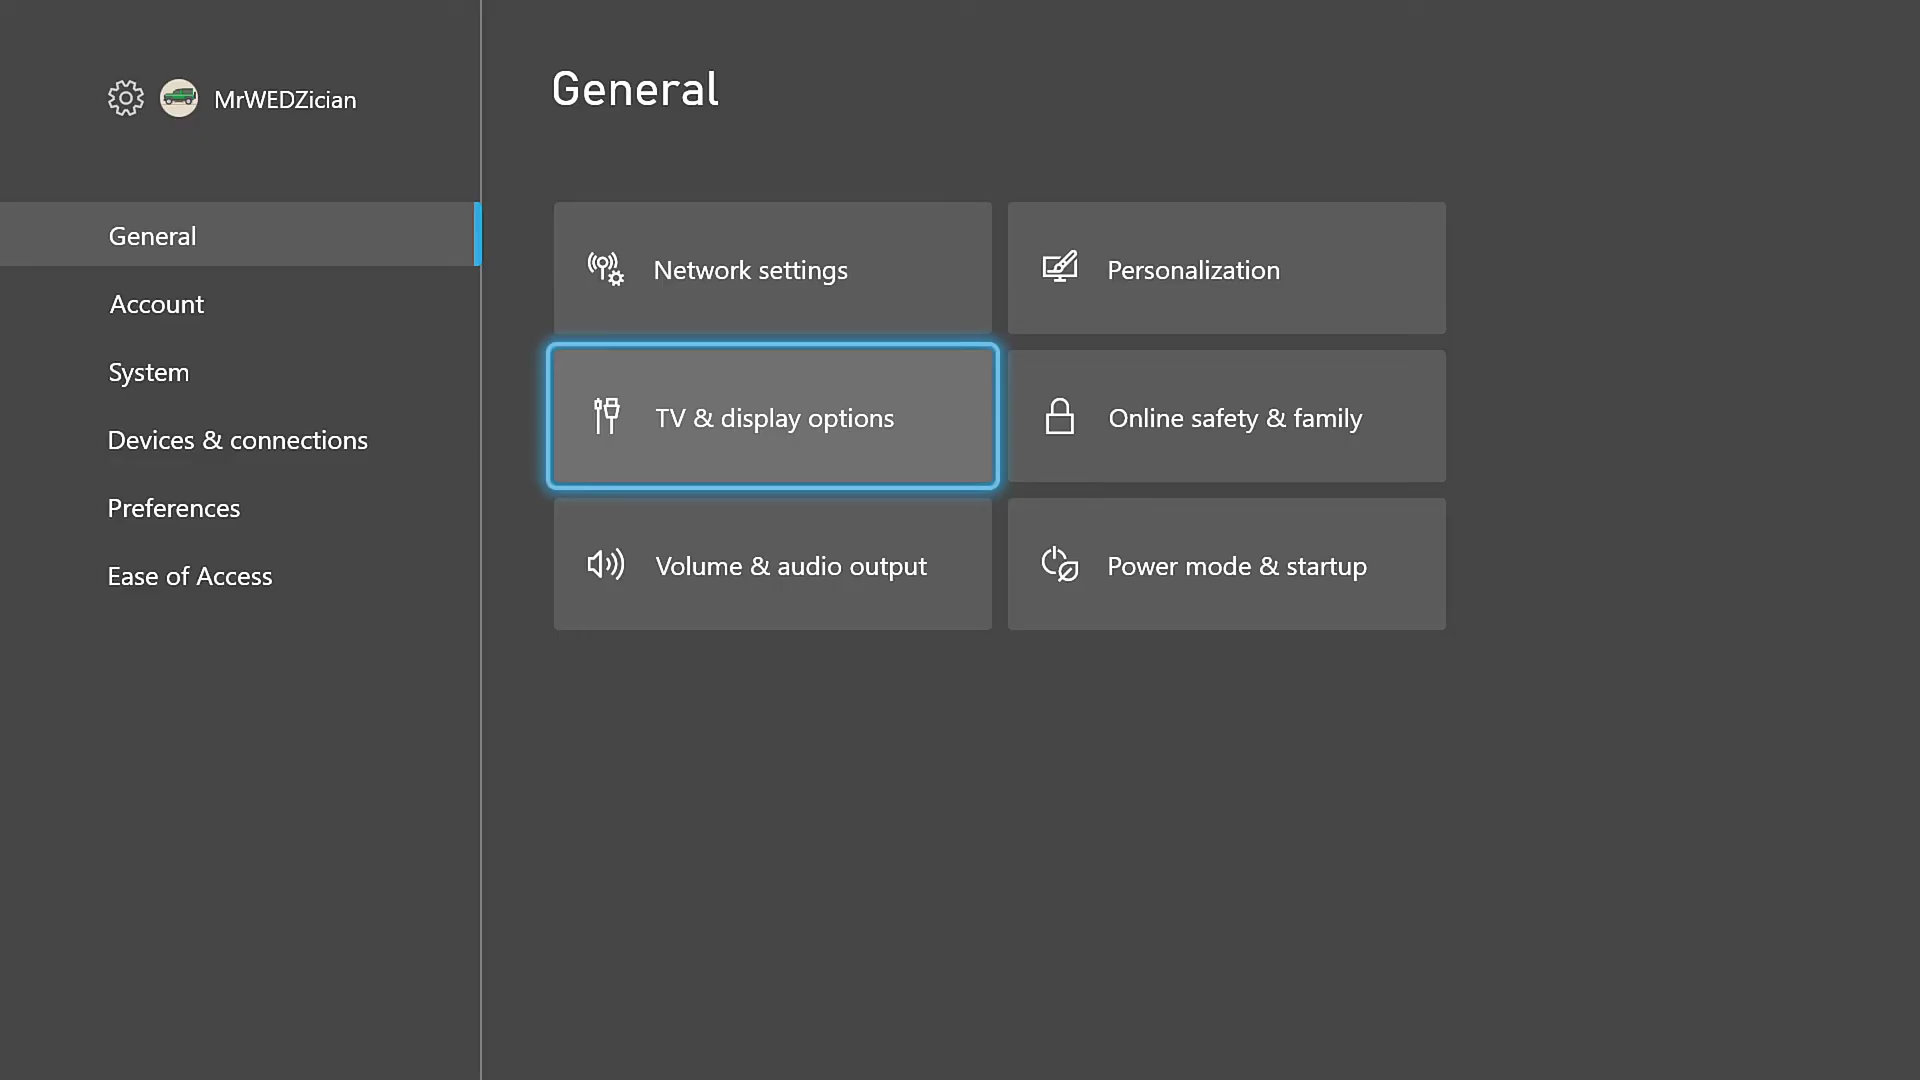 MrWEDZician
General
Account
System
Devices & connections
Preferences
Ease of Access
General
Network settings
Personalization
TV & display options
Online safety & family
Volume & audio output
Power mode & startup